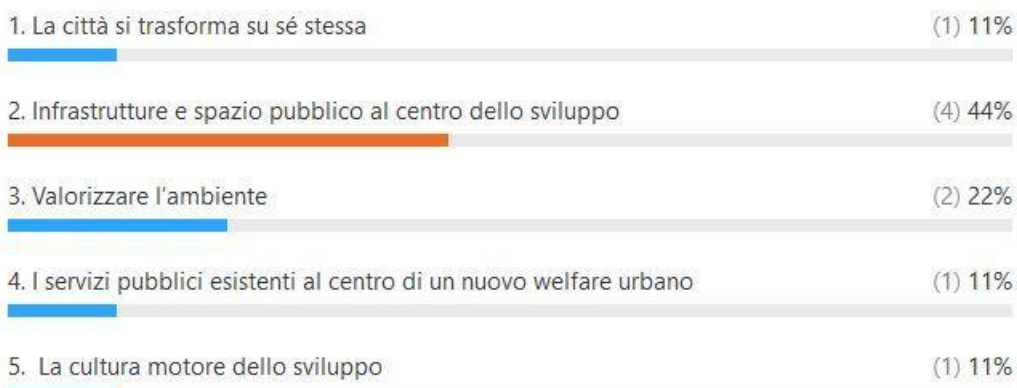 1. La città si trasforma su sé stessa (1) 11%
2. Infrastrutture e spazio pubblico al centro dello sviluppo (4) 44%
3. Valorizzare l'ambiente (2) 22%
4. I servizi pubblici esistenti al centro di un nuovo welfare urbano (1) 11%
5. La cultura motore dello sviluppo (1) 11%